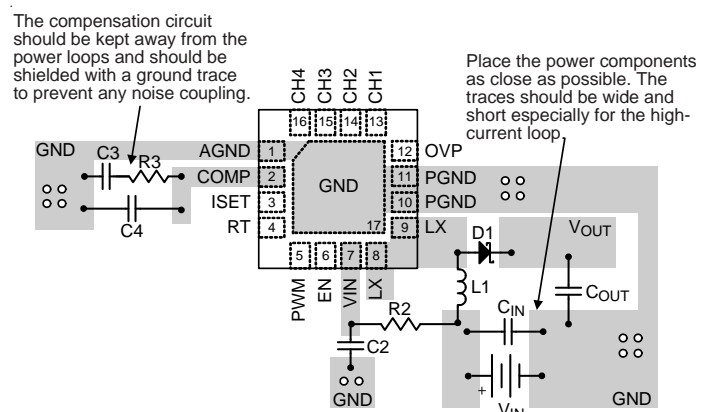 The compensation circuit
should be kept away from the
power loops and should be
shielded with a ground trace
to prevent any noise coupling.
Place the power components
as close as possible. The
traces should be wide and
short especially for the high-
current loop.
CH4 CH3 CH2 CH1
16 15 14 13
GND C3 R3 AGND 1 12 OVP
COMP 2 GND 11 PGND
ISET 3 10 PGND
C4 RT 4 17 9 LX D1 VOUT
5 6 7 8
PWM EN VIN LX
L1 CIN COUT
R2
C2
+
GND VIN GND